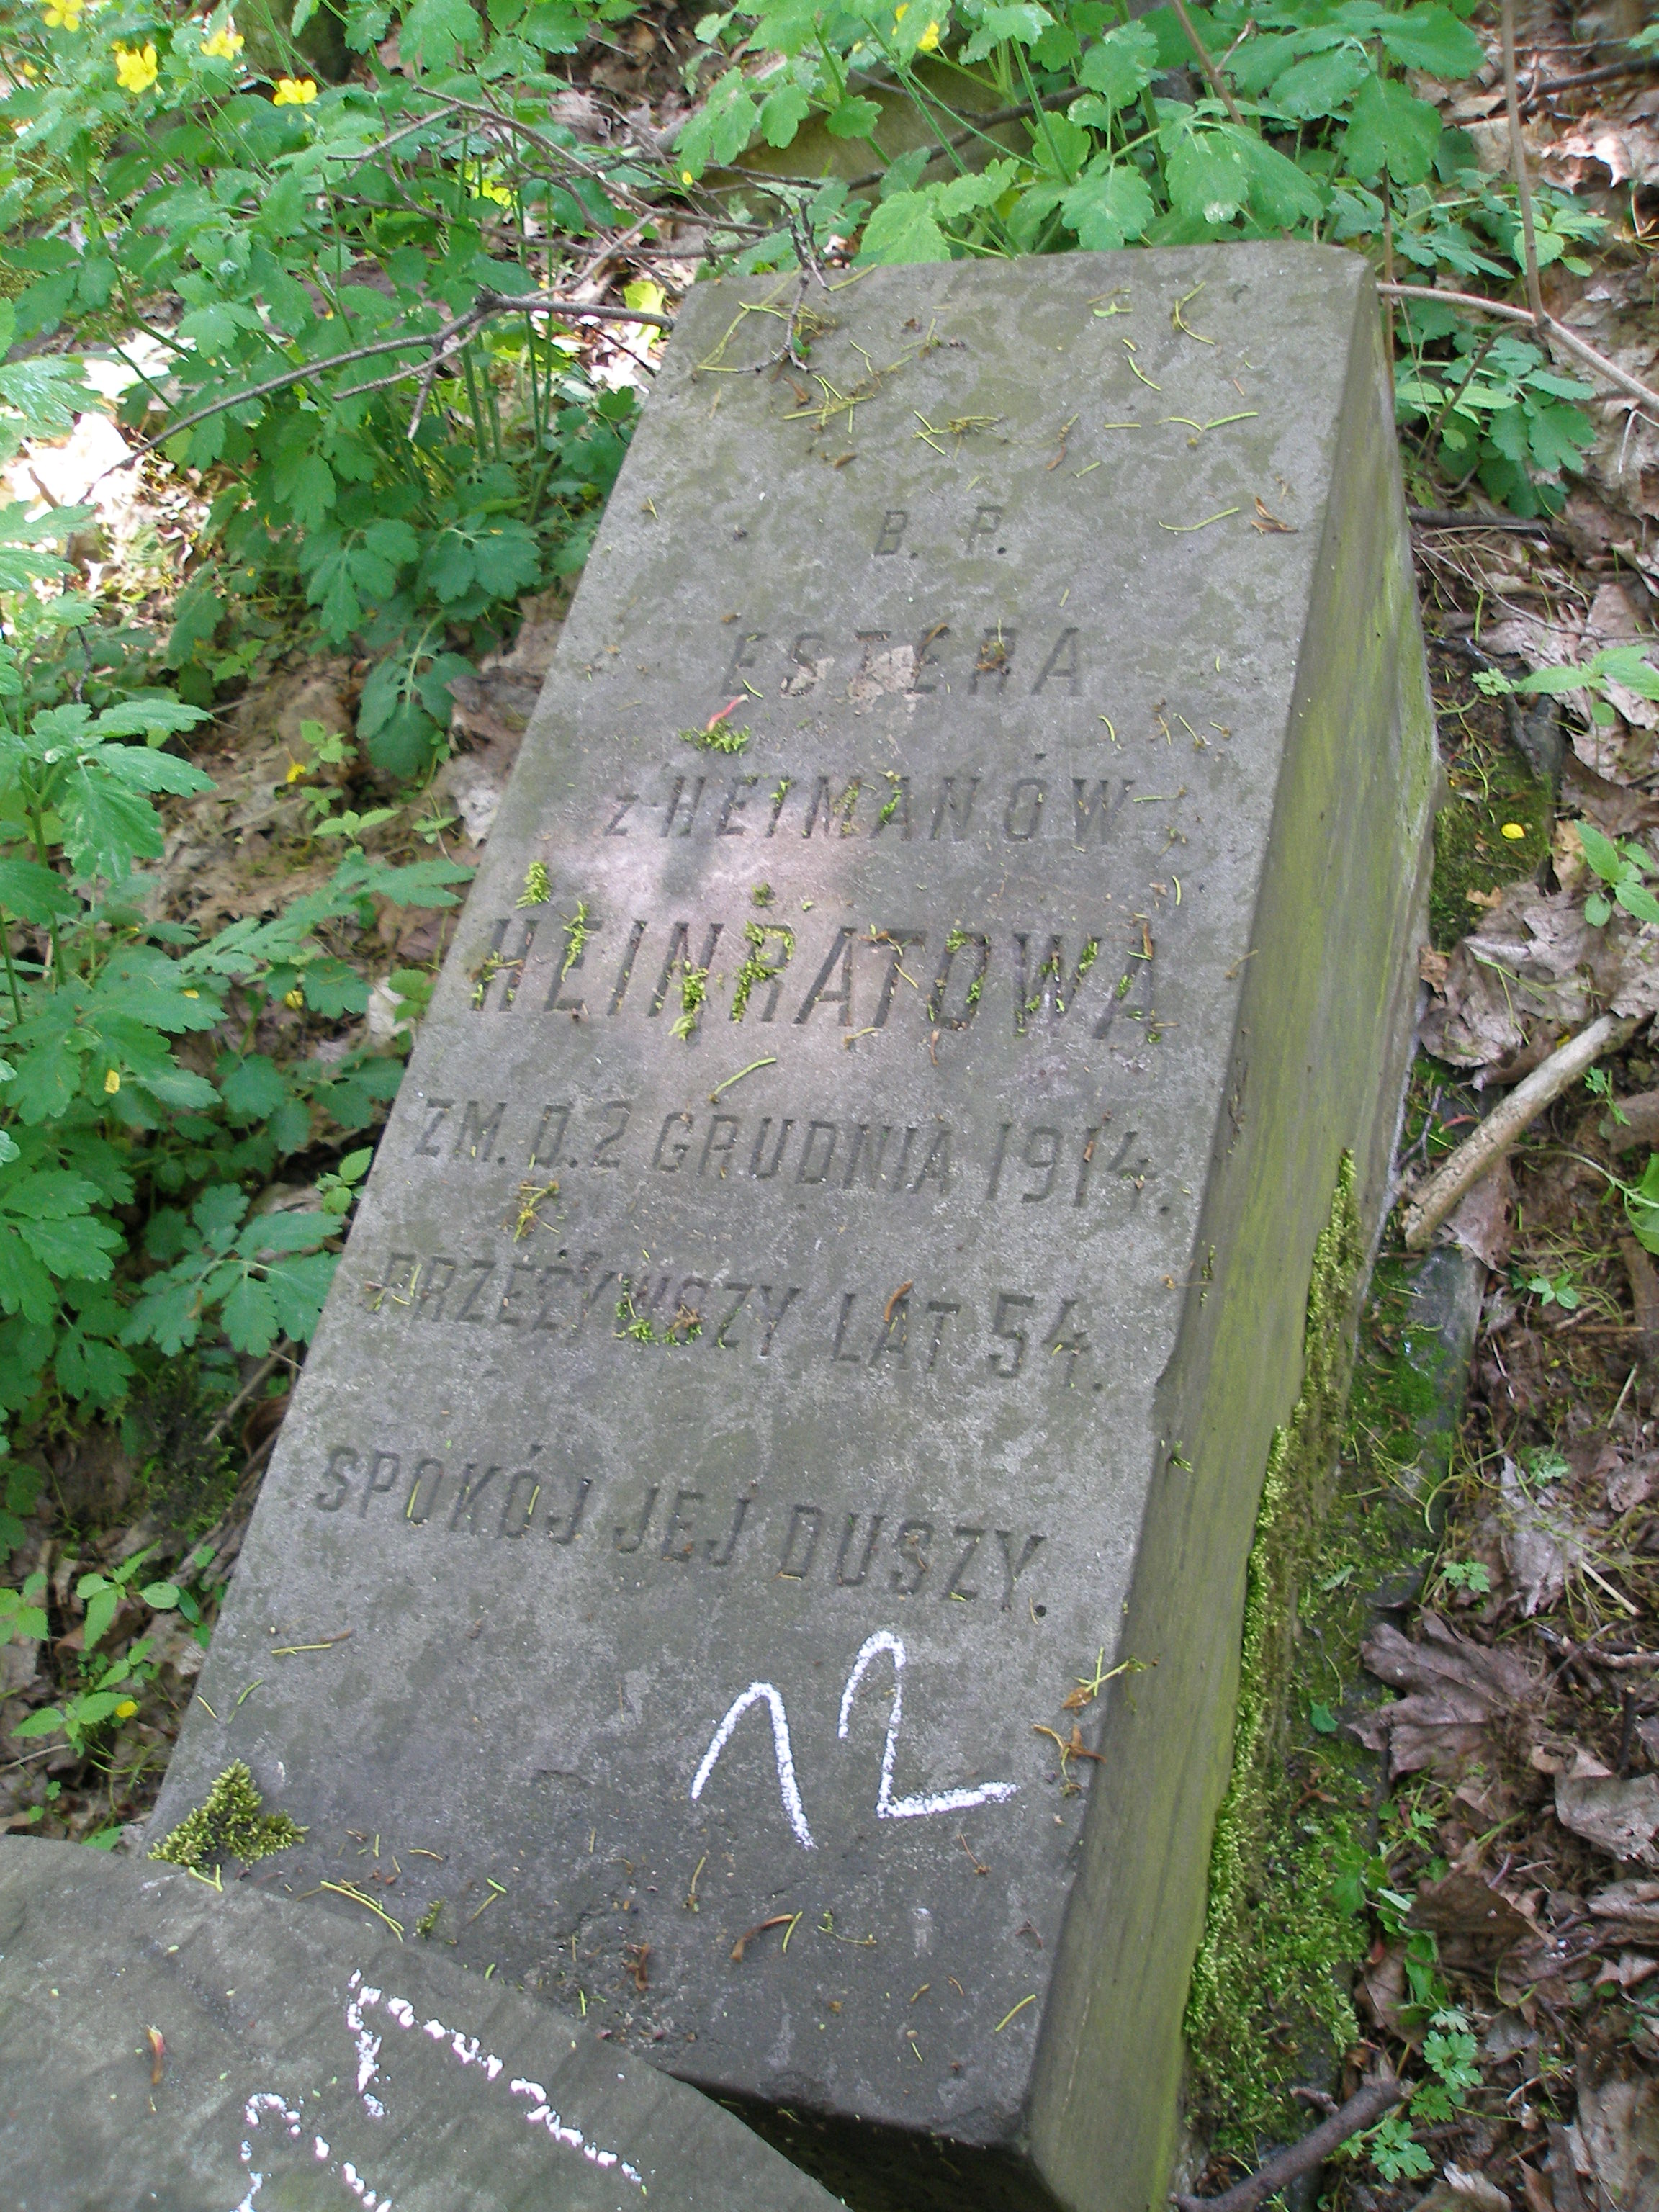 B. P.
ESTERA
Z HEIMANÓW
HEINRATOWA
ZM. D. 2 GRUDNIA 1914.
PRZEŻYWSZY LAT 54.
SPOKÓJ JEJ DUSZY.
12